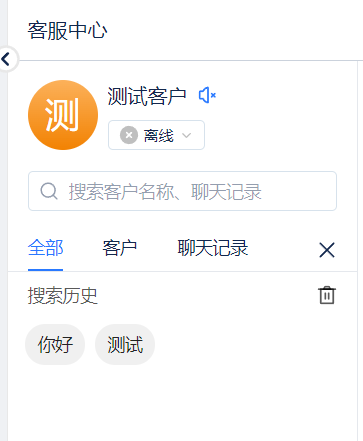 客服中心
测
测试客户
离线
搜索客户名称、聊天记录
全部 客户 聊天记录
搜索历史
你好 测试